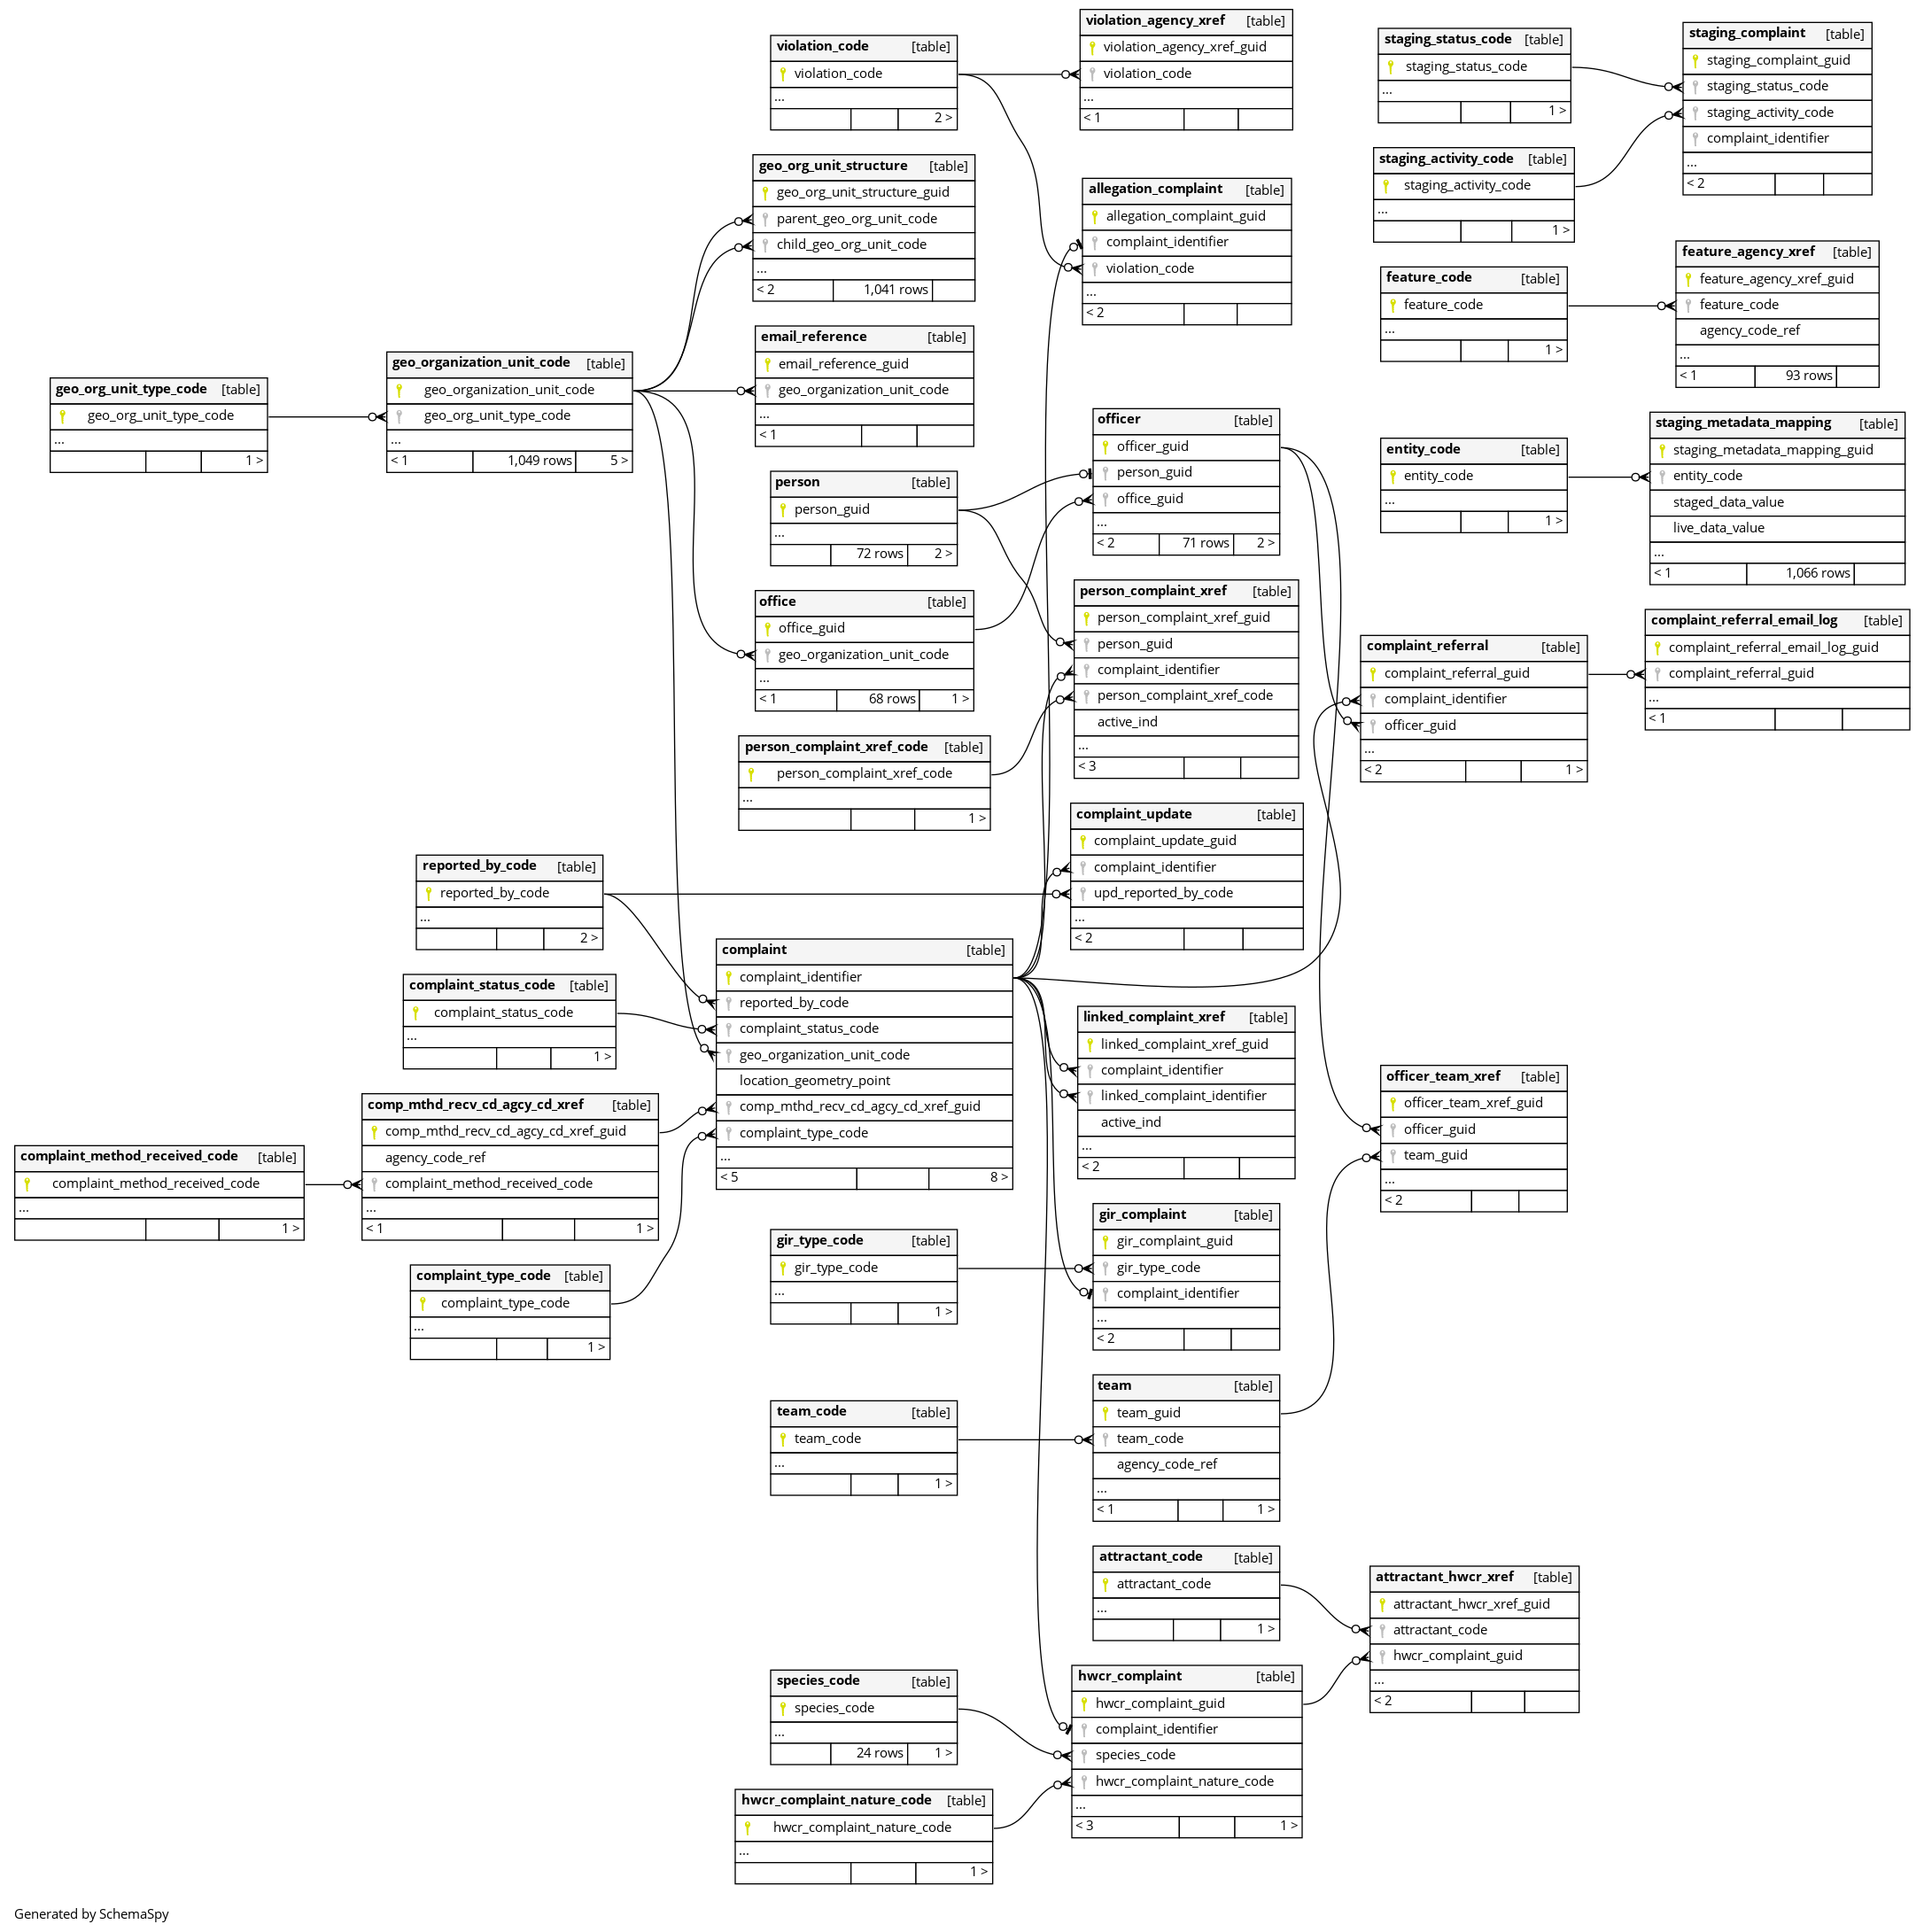 violation_code [table]
violation_code
...
2 >
violation_agency_xref [table]
violation_agency_xref_guid
violation_code
...
< 1
staging_status_code [table]
staging_status_code
...
1 >
staging_complaint [table]
staging_complaint_guid
staging_status_code
staging_activity_code
complaint_identifier
...
< 2
geo_org_unit_structure [table]
geo_org_unit_structure_guid
parent_geo_org_unit_code
child_geo_org_unit_code
...
< 2 1,041 rows
allegation_complaint [table]
allegation_complaint_guid
complaint_identifier
violation_code
...
< 2
staging_activity_code [table]
staging_activity_code
...
1 >
feature_code [table]
feature_code
...
1 >
feature_agency_xref [table]
feature_agency_xref_guid
feature_code
agency_code_ref
...
< 1 93 rows
geo_org_unit_type_code [table]
geo_org_unit_type_code
...
1 >
geo_organization_unit_code [table]
geo_organization_unit_code
geo_org_unit_type_code
...
< 1 1,049 rows 5 >
email_reference [table]
email_reference_guid
geo_organization_unit_code
...
< 1
officer [table]
officer_guid
person_guid
office_guid
...
< 2 71 rows 2 >
entity_code [table]
entity_code
...
1 >
staging_metadata_mapping [table]
staging_metadata_mapping_guid
entity_code
staged_data_value
live_data_value
...
< 1 1,066 rows
person [table]
person_guid
...
72 rows 2 >
office [table]
office_guid
geo_organization_unit_code
...
< 1 68 rows 1 >
person_complaint_xref [table]
person_complaint_xref_guid
person_guid
complaint_identifier
person_complaint_xref_code
active_ind
...
< 3
complaint_referral [table]
complaint_referral_guid
complaint_identifier
officer_guid
...
< 2 1 >
complaint_referral_email_log [table]
complaint_referral_email_log_guid
complaint_referral_guid
...
< 1
person_complaint_xref_code [table]
person_complaint_xref_code
...
1 >
complaint_update [table]
complaint_update_guid
complaint_identifier
upd_reported_by_code
...
< 2
reported_by_code [table]
reported_by_code
...
2 >
complaint_status_code [table]
complaint_status_code
...
1 >
complaint [table]
complaint_identifier
reported_by_code
complaint_status_code
geo_organization_unit_code
location_geometry_point
comp_mthd_recv_cd_agcy_cd_xref_guid
complaint_type_code
...
< 5 8 >
linked_complaint_xref [table]
linked_complaint_xref_guid
complaint_identifier
linked_complaint_identifier
active_ind
...
< 2
officer_team_xref [table]
officer_team_xref_guid
officer_guid
team_guid
...
< 2
complaint_method_received_code [table]
complaint_method_received_code
...
1 >
comp_mthd_recv_cd_agcy_cd_xref [table]
comp_mthd_recv_cd_agcy_cd_xref_guid
agency_code_ref
complaint_method_received_code
...
< 1 1 >
complaint_type_code [table]
complaint_type_code
...
1 >
gir_type_code [table]
gir_type_code
...
1 >
gir_complaint [table]
gir_complaint_guid
gir_type_code
complaint_identifier
...
< 2
team_code [table]
team_code
...
1 >
team [table]
team_guid
team_code
agency_code_ref
...
< 1 1 >
attractant_code [table]
attractant_code
...
1 >
attractant_hwcr_xref [table]
attractant_hwcr_xref_guid
attractant_code
hwcr_complaint_guid
...
< 2
species_code [table]
species_code
...
24 rows 1 >
hwcr_complaint [table]
hwcr_complaint_guid
complaint_identifier
species_code
hwcr_complaint_nature_code
...
< 3 1 >
hwcr_complaint_nature_code [table]
hwcr_complaint_nature_code
...
1 >
Generated by SchemaSpy